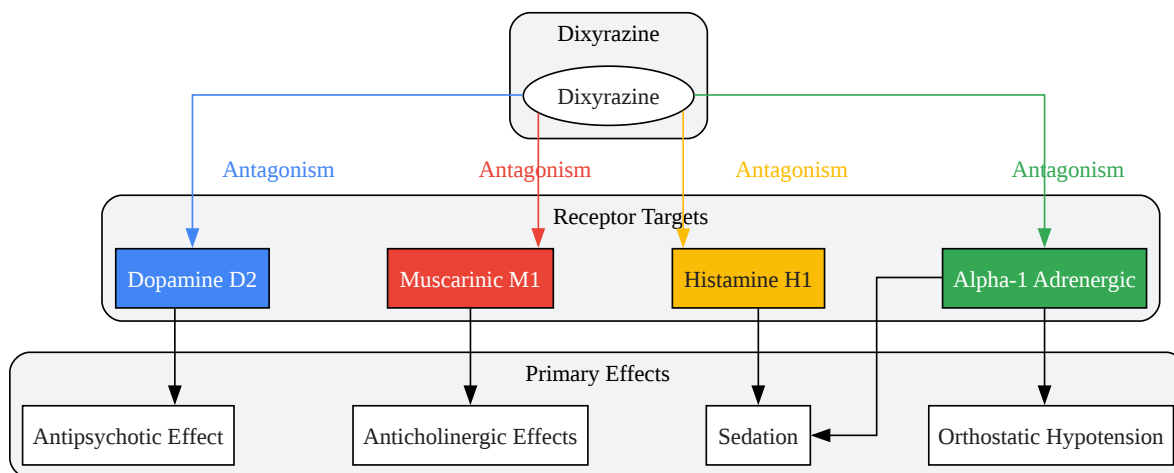 Dixyrazine
Dixyrazine
Antagonism
Antagonism
Antagonism
Antagonism
Receptor Targets
Dopamine D2
Muscarinic M1
Histamine H1
Alpha-1 Adrenergic
Primary Effects
Antipsychotic Effect
Anticholinergic Effects
Sedation
Orthostatic Hypotension